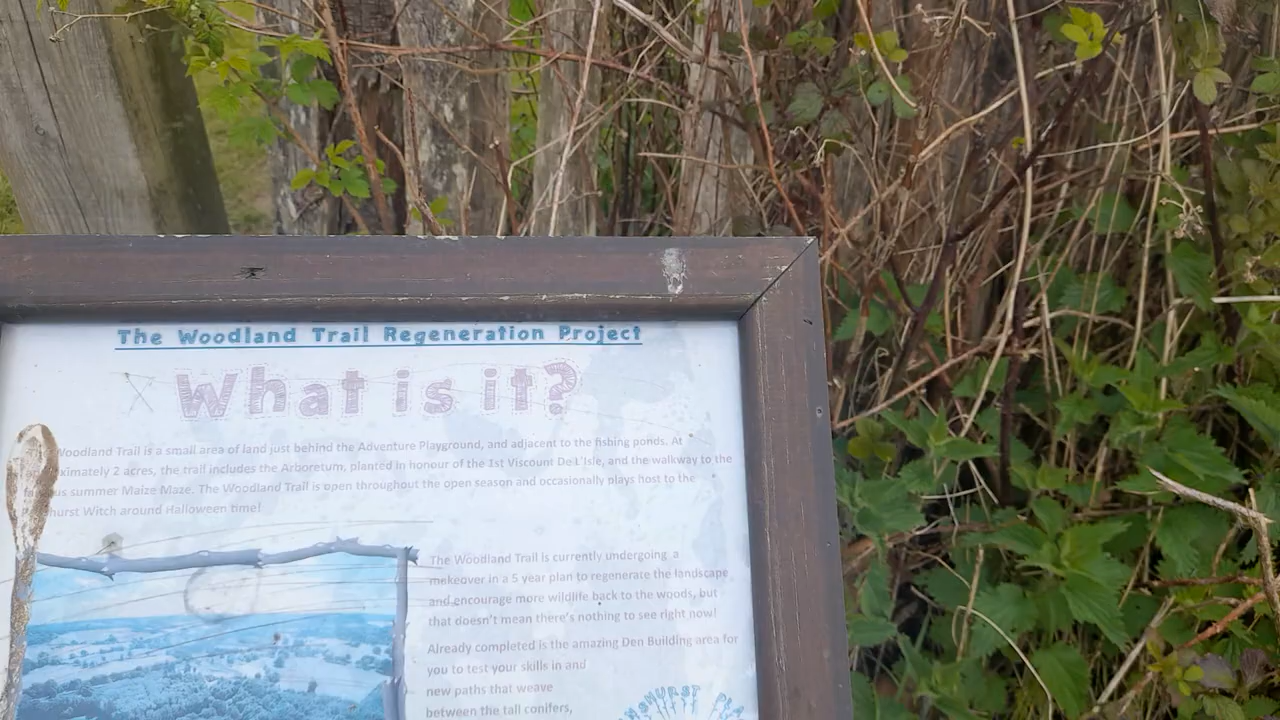 The Woodland Trail Regeneration Project
What is it?
Woodland Trail is a small area of land just behind the Adventure Playground, and adjacent to the fishing ponds. At
2 acres, the trail includes the Arboretum, planted in honour of the 1st Viscount De L'Isle, and the walkway to the
summer Maize Maze. The Woodland Trail is open throughout the open season and occasionally plays host to the
Witch around Halloween time!
The Woodland Trail is currently undergoing a
makeover in a 5 year plan to regenerate the landscape
and encourage more wildlife back to the woods, but
that doesn't mean there's nothing to see right now!
Already completed is the amazing Den Building area for
you to test your skills in and
new paths that weave
between the tall conifers,